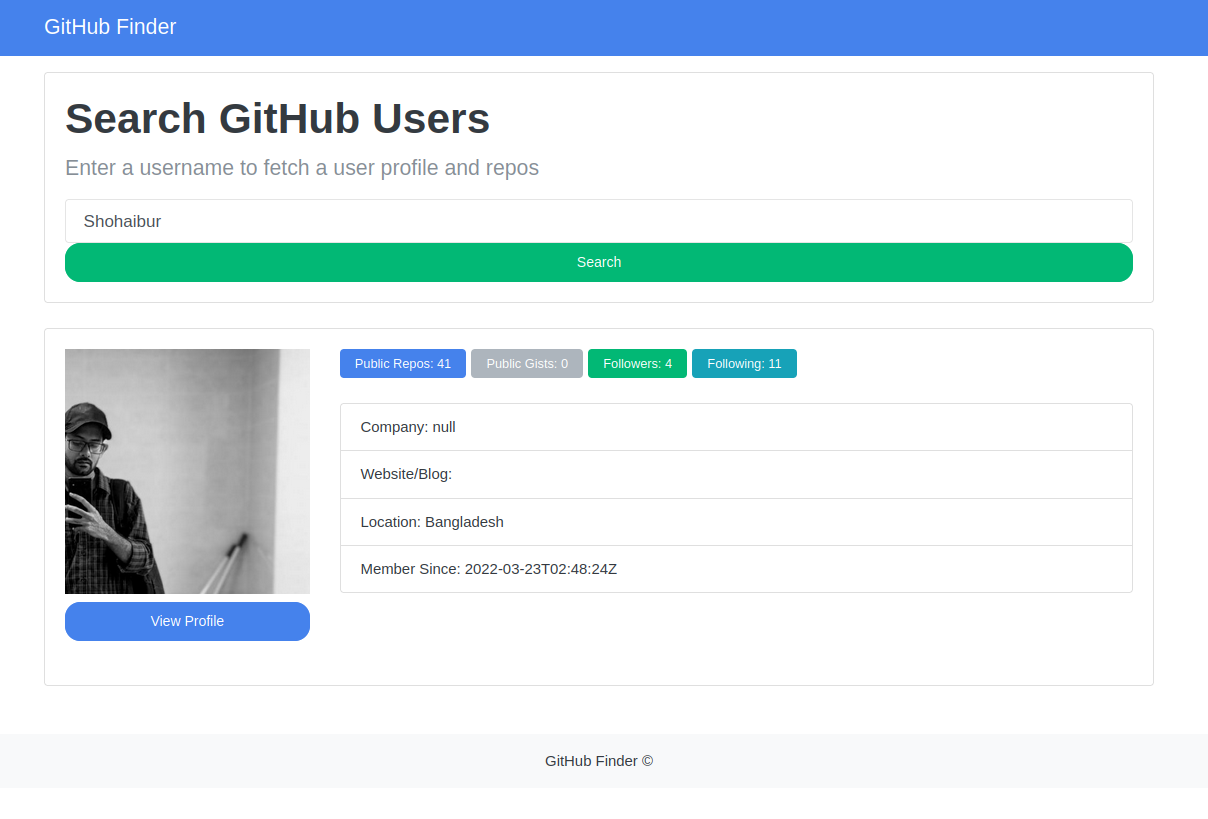 GitHub Finder
Search GitHub Users
Enter a username to fetch a user profile and repos
Shohaibur
Search
Public Repos: 41 Public Gists: 0 Followers: 4 Following: 11
Company: null
Website/Blog:
Location: Bangladesh
Member Since: 2022-03-23T02:48:24Z
View Profile
GitHub Finder ©